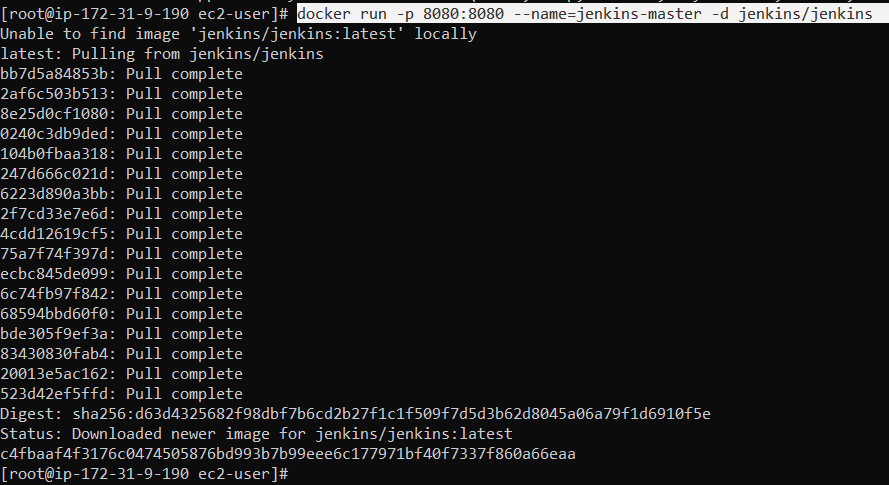 [root@ip-172-31-9-190 ec2-user]# docker run -p 8080:8080 --name=jenkins-master -d jenkins/jenkins
Unable to find image 'jenkins/jenkins:latest' locally
latest: Pulling from jenkins/jenkins
bb7d5a84853b: Pull complete
2af6c503b513: Pull complete
8e25d0cf1080: Pull complete
0240c3db9ded: Pull complete
104b0fbaa318: Pull complete
247d666c021d: Pull complete
6223d890a3bb: Pull complete
2f7cd33e7e6d: Pull complete
4cdd12619cf5: Pull complete
75a7f74f397d: Pull complete
ecbc845de099: Pull complete
6c74fb97f842: Pull complete
68594bbd60f0: Pull complete
bde305f9ef3a: Pull complete
83430830fab4: Pull complete
20013e5ac162: Pull complete
523d42ef5ffd: Pull complete
Digest: sha256:d63d4325682f98dbf7b6cd2b27f1c1f509f7d5d3b62d8045a06a79f1d6910f5e
Status: Downloaded newer image for jenkins/jenkins:latest
c4fbaaf4f3176c0474505876bd993b7b99eee6c177971bf40f7337f860a66eaa
[root@ip-172-31-9-190 ec2-user]#